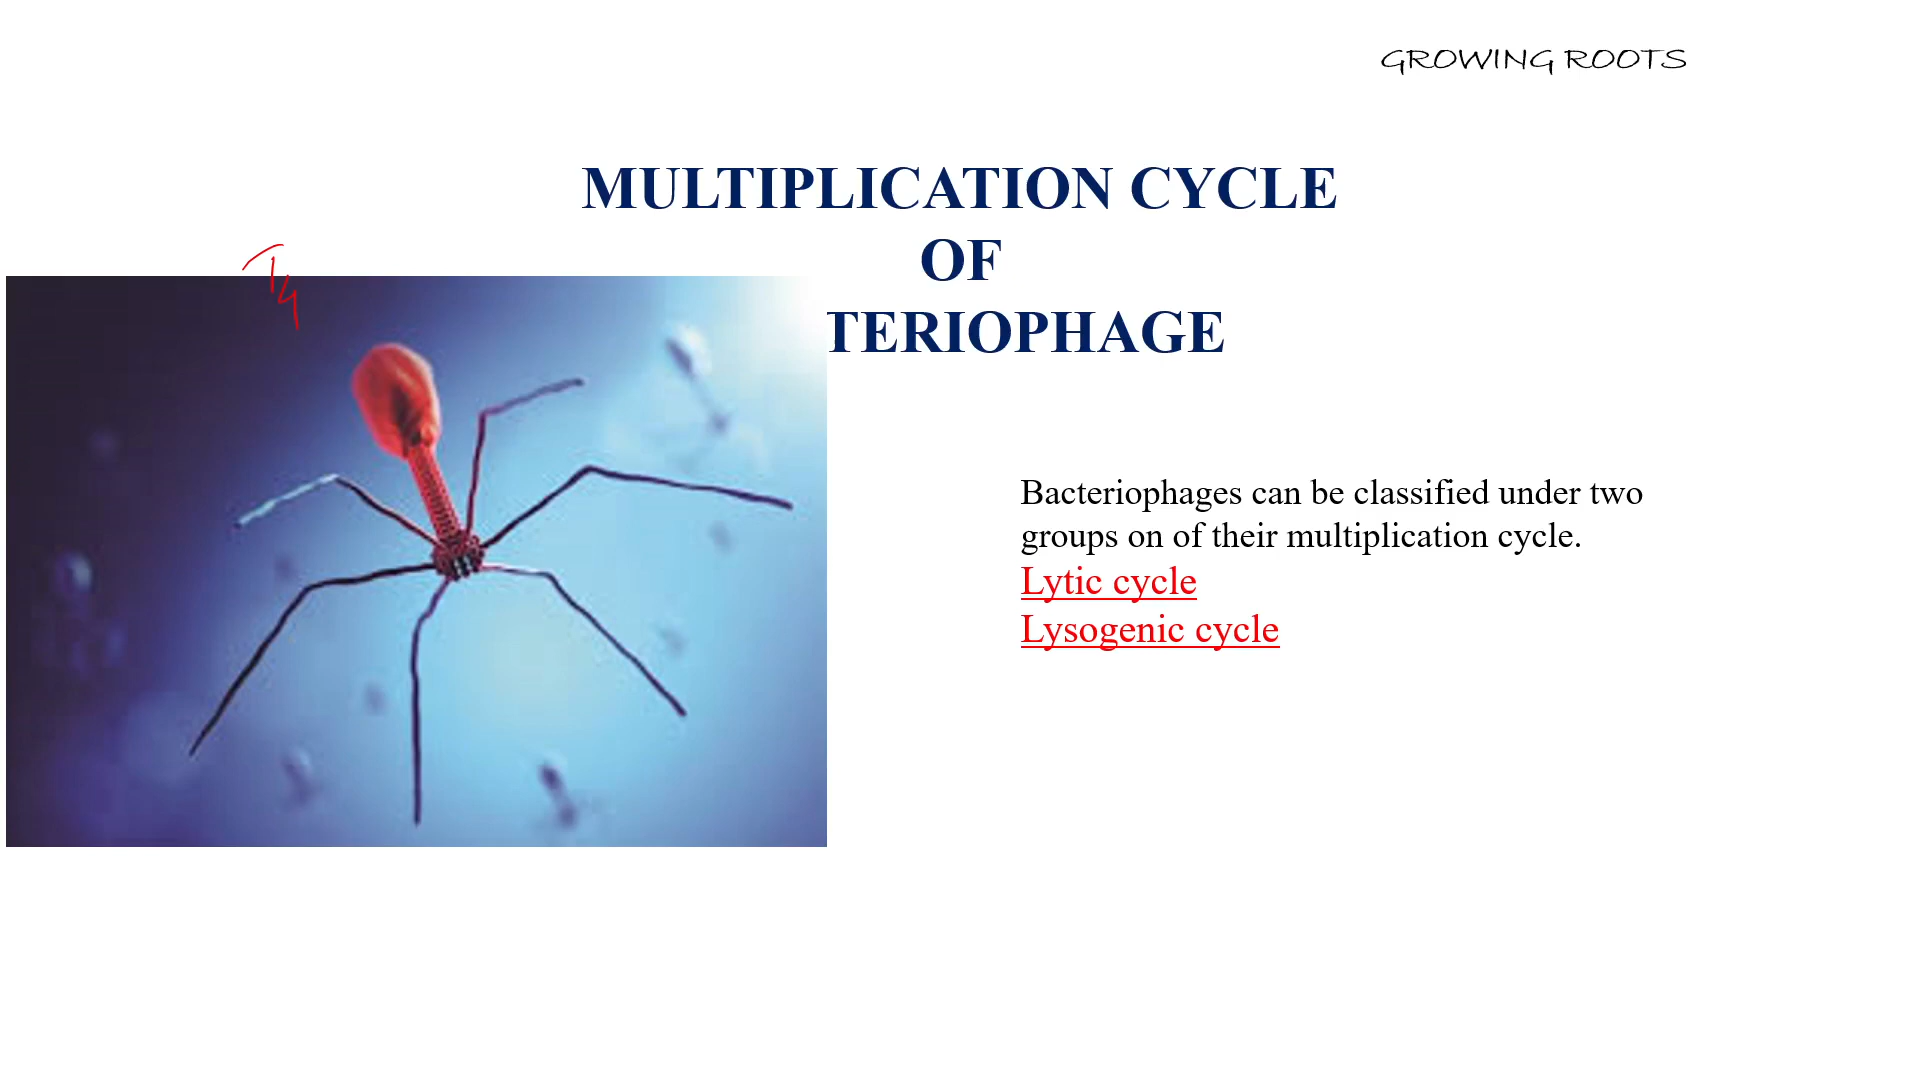 GROWING ROOTS
MULTIPLICATION CYCLE
OF
TERIOPHAGE
T4
Bacteriophages can be classified under two
groups on of their multiplication cycle.
Lytic cycle
Lysogenic cycle